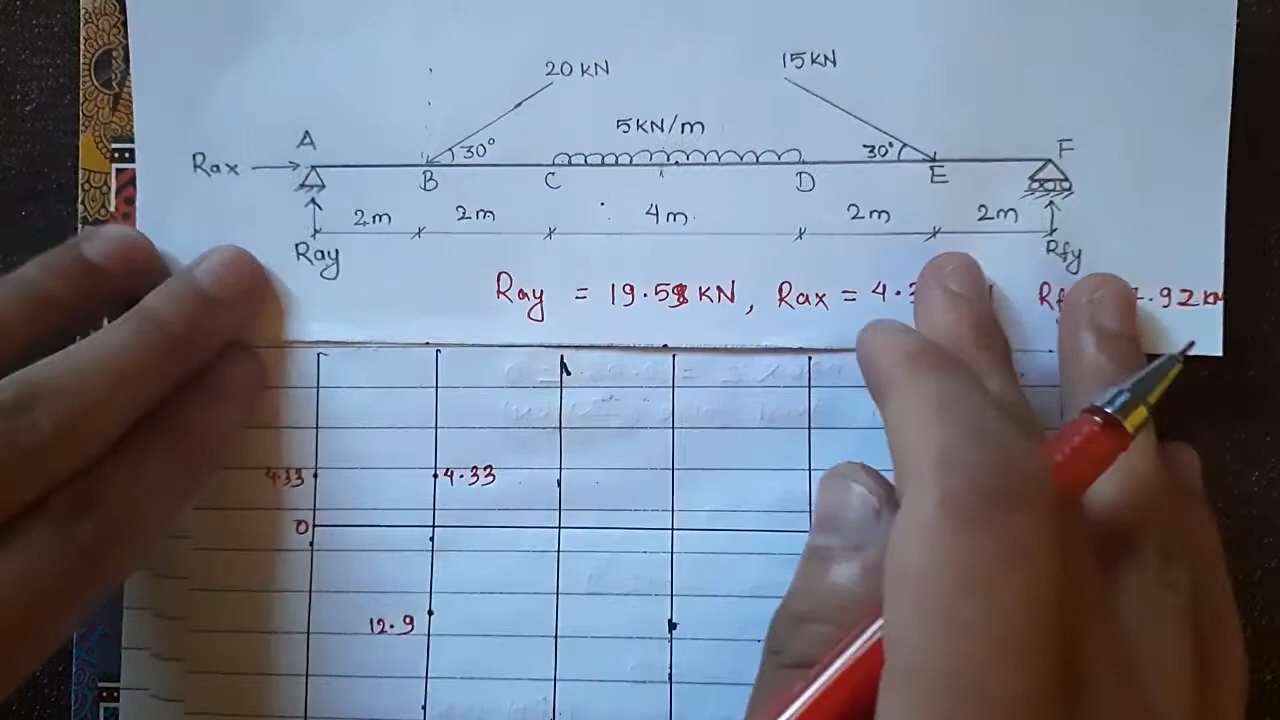 20 KN
15 KN
A
5KN/m
F
Rax
30°
30°
B
C
D
E
2m
2m
4m
2m
2m
Ray
Rfy
Ray = 19.58 KN, Rax =
4.33
4.33
0
12.9